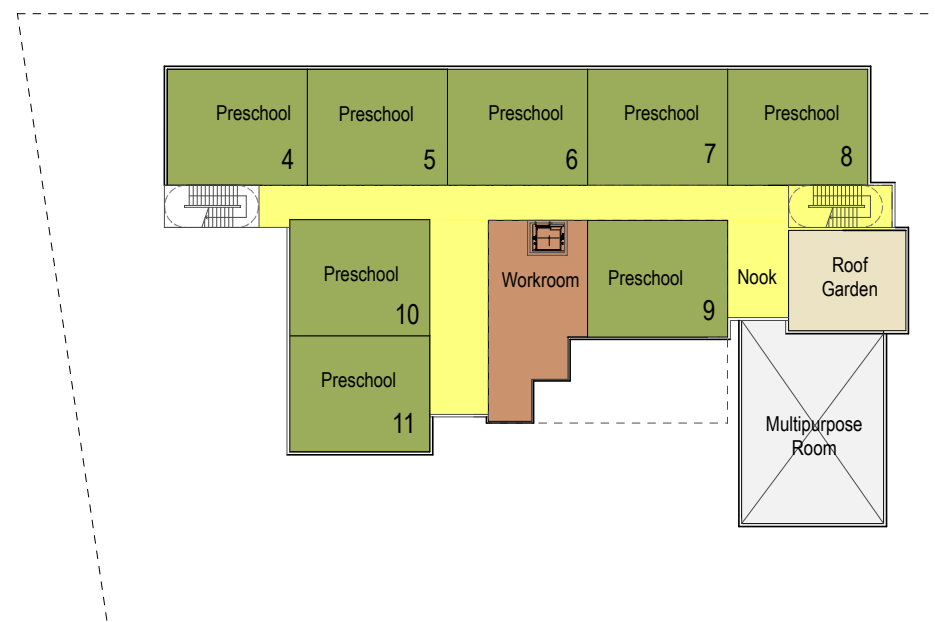 Preschool
4
Preschool
5
Preschool
6
Preschool
7
Preschool
8
Preschool
10
Workroom
Preschool
9
Nook
Roof
Garden
Preschool
11
Multipurpose
Room